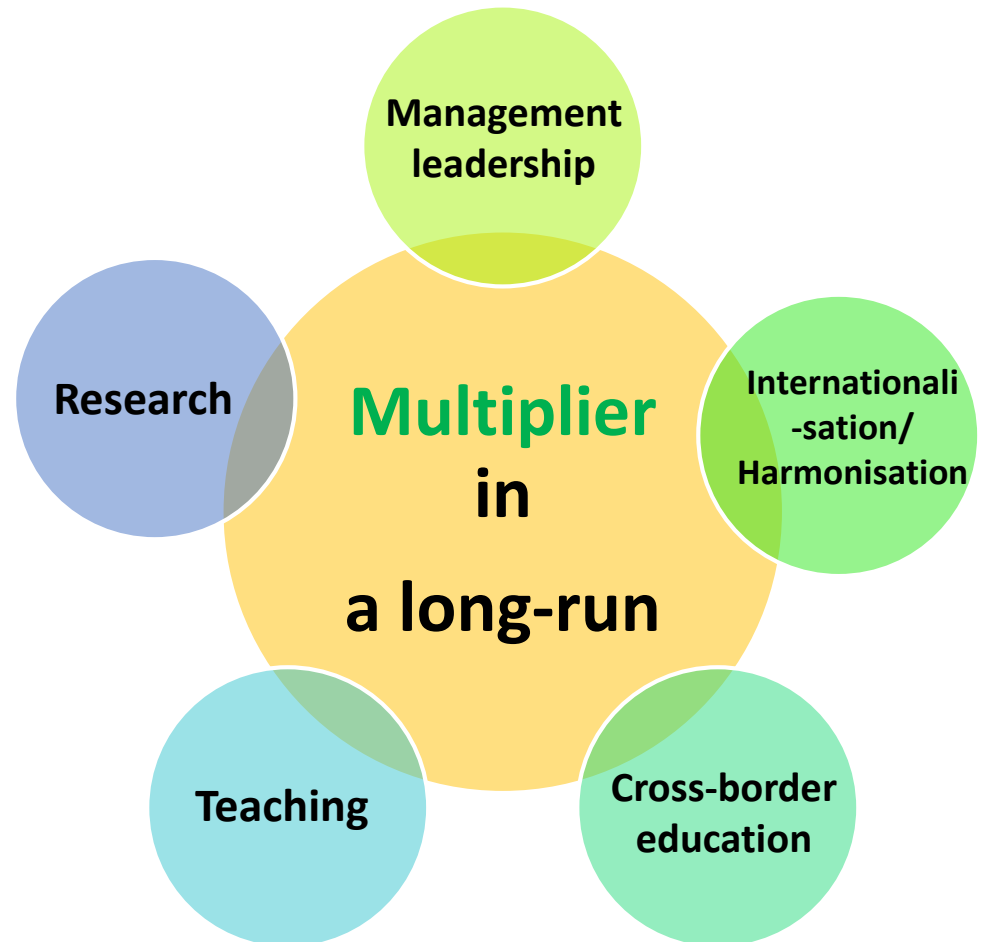 Management
leadership
Research
Multiplier
in
a long-run
Internationali
-sation/
Harmonisation
Teaching
Cross-border
education